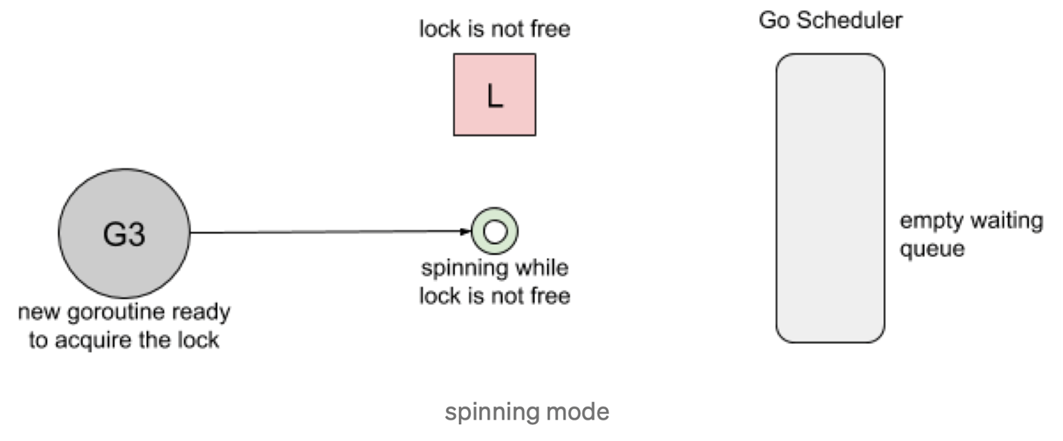 lock is not free
Go Scheduler
L
G3
new goroutine ready
to acquire the lock
spinning while
lock is not free
empty waiting
queue
spinning mode